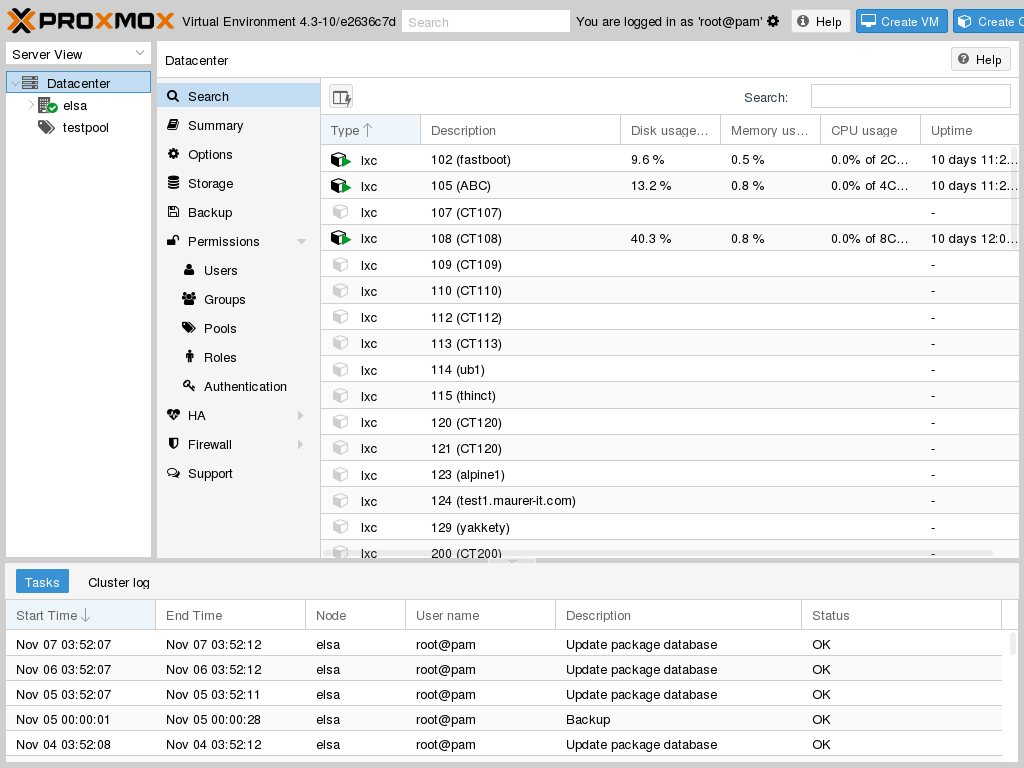 PROXMOX Virtual Environment 4.3-10/e2636c7d Search You are logged in as 'root@pam' Help Create VM Create C
Server View
Datacenter
elsa
testpool
Datacenter Help
Search
Summary
Options
Storage
Backup
Permissions
Users
Groups
Pools
Roles
Authentication
HA
Firewall
Support
Search:
Type Description Disk usage... Memory us... CPU usage Uptime
lxc 102 (fastboot) 9.6 % 0.5 % 0.0% of 2C... 10 days 11:2...
lxc 105 (ABC) 13.2 % 0.8 % 0.0% of 4C... 10 days 11:2...
lxc 107 (CT107) -
lxc 108 (CT108) 40.3 % 0.8 % 0.0% of 8C... 10 days 12:0...
lxc 109 (CT109) -
lxc 110 (CT110) -
lxc 112 (CT112) -
lxc 113 (CT113) -
lxc 114 (ub1) -
lxc 115 (thinct) -
lxc 120 (CT120) -
lxc 121 (CT120) -
lxc 123 (alpine1) -
lxc 124 (test1.maurer-it.com) -
lxc 129 (yakkety) -
lxc 200 (CT200) -
Tasks Cluster log
Start Time End Time Node User name Description Status
Nov 07 03:52:07 Nov 07 03:52:12 elsa root@pam Update package database OK
Nov 06 03:52:07 Nov 06 03:52:12 elsa root@pam Update package database OK
Nov 05 03:52:07 Nov 05 03:52:11 elsa root@pam Update package database OK
Nov 05 00:00:01 Nov 05 00:00:28 elsa root@pam Backup OK
Nov 04 03:52:08 Nov 04 03:52:12 elsa root@pam Update package database OK